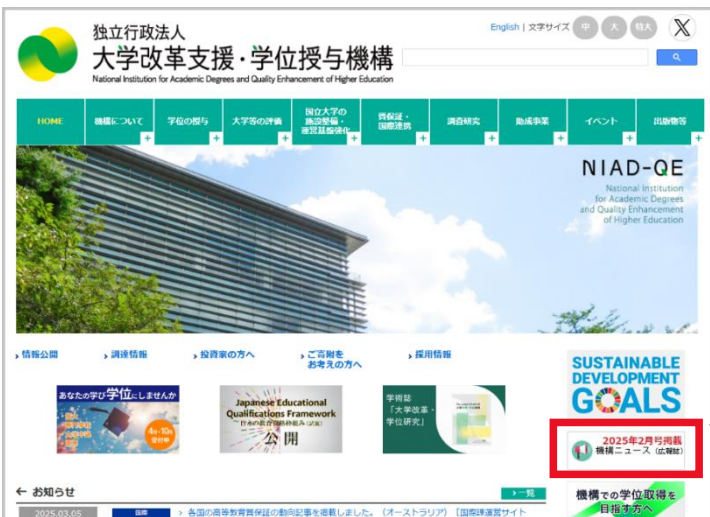 独立行政法人
大学改革支援・学位授与機構
National Institution for Academic Degrees and Quality Enhancement of Higher Education
English | 文字サイズ 中 大 特大 X
HOME 機構について 学位の授与 大学等の評価 国立大学の施設整備・運営基盤強化 質保証・国際連携 調査研究 助成事業 イベント 出版物等
NIAD-QE
National Institution
for Academic Degrees
and Quality Enhancement
of Higher Education
情報公開 調達情報 投資家の方へ ご寄附をお考えの方へ 採用情報
SUSTAINABLE
DEVELOPMENT
GOALS
あなたの学び学位にしませんか
4月・10月
受付中
Japanese Educational
Qualifications Framework
日本の教育資格枠組み(試案)
公開
学術誌
「大学改革・
学位研究」
2025年2月号掲載
機構ニュース(広報誌)
← お知らせ
一覧
機構での学位取得を
目指す方へ
2025.03.05 国際 各国の高等教育質保証の動向記事を掲載しました。(オーストラリア)[国際課運営サイト